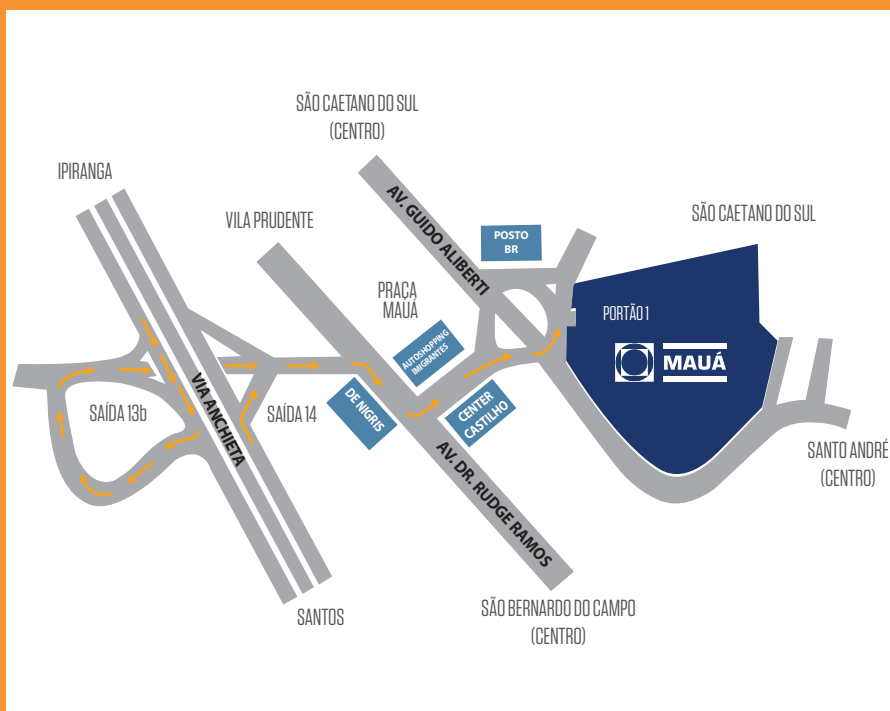 SÃO CAETANO DO SUL
(CENTRO)
IPIRANGA
VILA PRUDENTE
AV. GUIDO ALIBERTI
POSTO
BR
SÃO CAETANO DO SUL
PRAÇA
MAUÁ
PORTÃO 1
AUTOSHOPPING
IMIGRANTES
MAUÁ
VIA ANCHIETA
SAÍDA 13b
SAÍDA 14
DE NIGRIS
CENTER
CASTILHO
AV. DR. RUDGE RAMOS
SANTO ANDRÉ
(CENTRO)
SANTOS
SÃO BERNARDO DO CAMPO
(CENTRO)